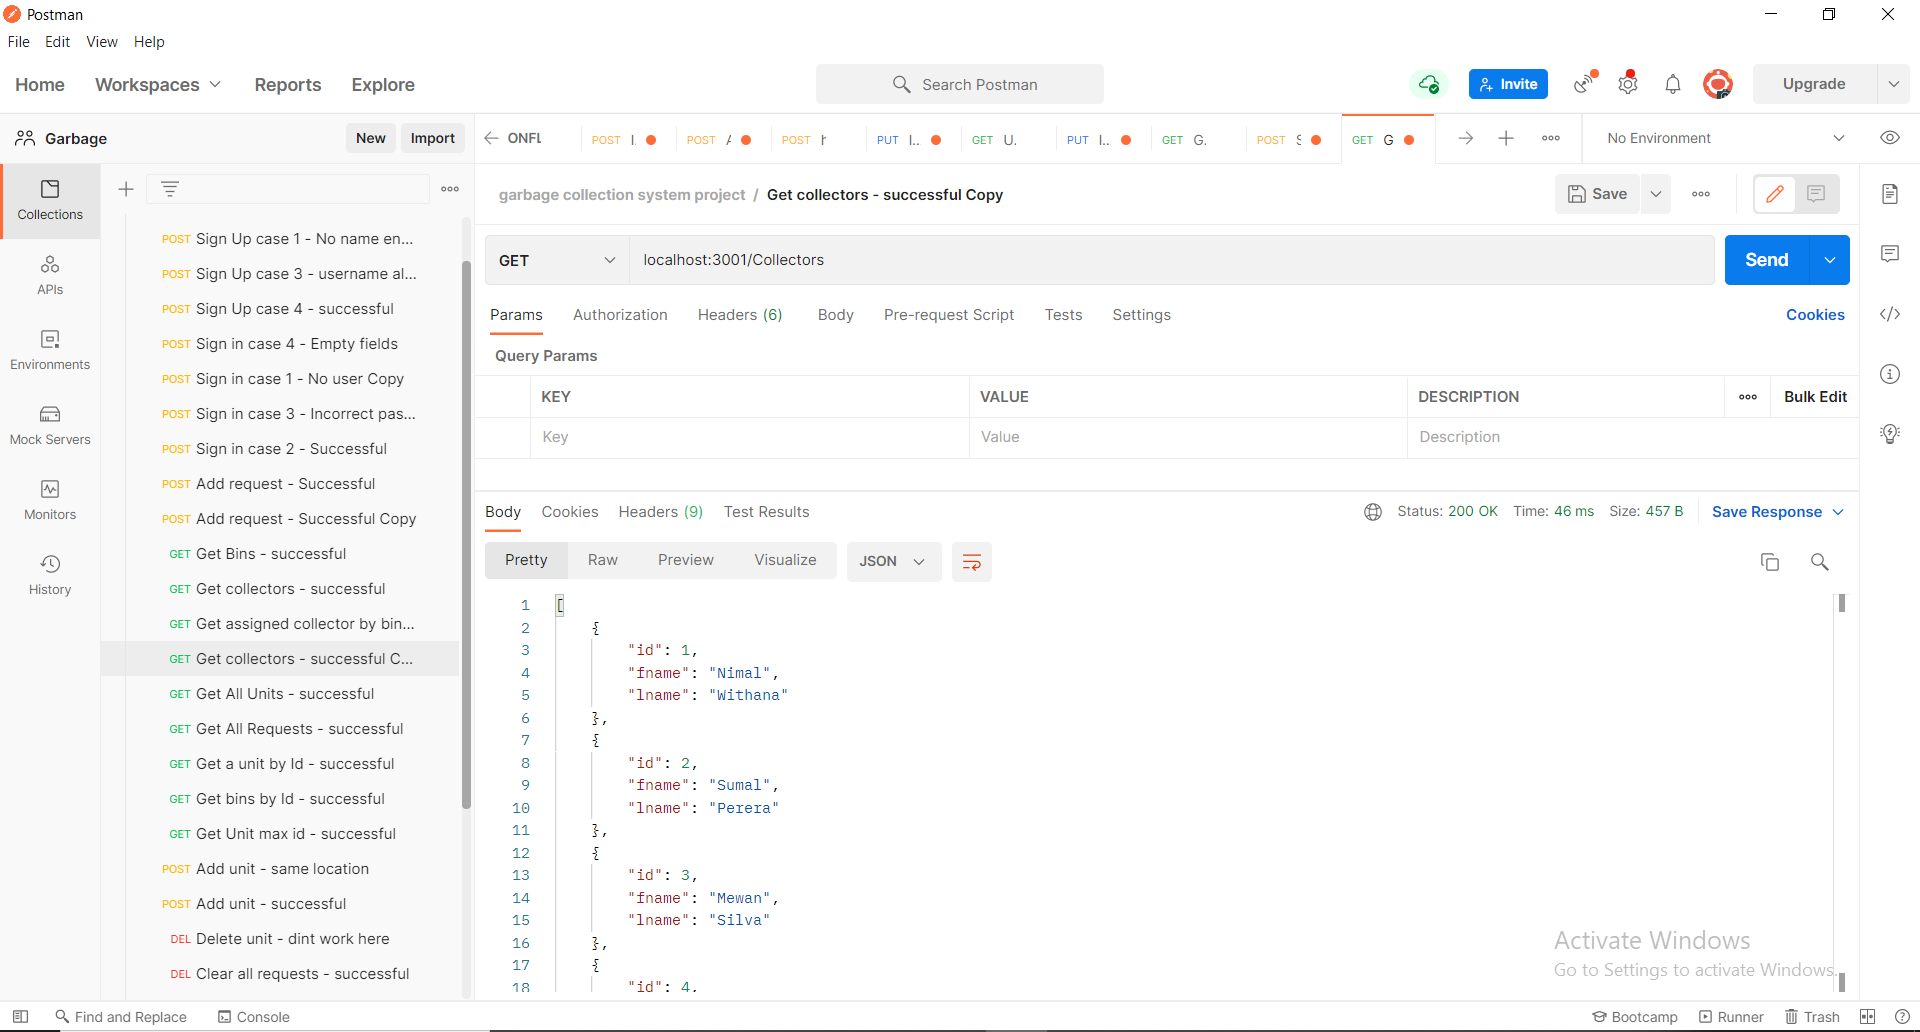 Postman
File Edit View Help
Home Workspaces Reports Explore Search Postman Invite Upgrade
Garbage New Import
ONFL POST POST POST PUT I.. GET U. PUT I.. GET G. POST GET G No Environment
Collections
APIs
Environments
Mock Servers
Monitors
History
POST Sign Up case 1 - No name en...
POST Sign Up case 3 - username al...
POST Sign Up case 4 - successful
POST Sign in case 4 - Empty fields
POST Sign in case 1 - No user Copy
POST Sign in case 3 - Incorrect pas...
POST Sign in case 2 - Successful
POST Add request - Successful
POST Add request - Successful Copy
GET Get Bins - successful
GET Get collectors - successful
GET Get assigned collector by bin...
GET Get collectors - successful C...
GET Get All Units - successful
GET Get All Requests - successful
GET Get a unit by Id - successful
GET Get bins by Id - successful
GET Get Unit max id - successful
POST Add unit - same location
POST Add unit - successful
DEL Delete unit - dint work here
DEL Clear all requests - successful
garbage collection system project / Get collectors - successful Copy Save
GET localhost:3001/Collectors Send
Params Authorization Headers (6) Body Pre-request Script Tests Settings Cookies
Query Params
KEY VALUE DESCRIPTION Bulk Edit
Key Value Description
Body Cookies Headers (9) Test Results Status: 200 OK Time: 46 ms Size: 457 B Save Response
Pretty Raw Preview Visualize JSON
1 [
2 {
3 "id": 1,
4 "fname": "Nimal",
5 "lname": "Withana"
6 },
7 {
8 "id": 2,
9 "fname": "Sumal",
10 "lname": "Perera"
11 },
12 {
13 "id": 3,
14 "fname": "Mewan",
15 "lname": "Silva"
16 },
17 {
18 "id": 4,
Activate Windows
Go to Settings to activate Windows.
Find and Replace Console Bootcamp Runner Trash